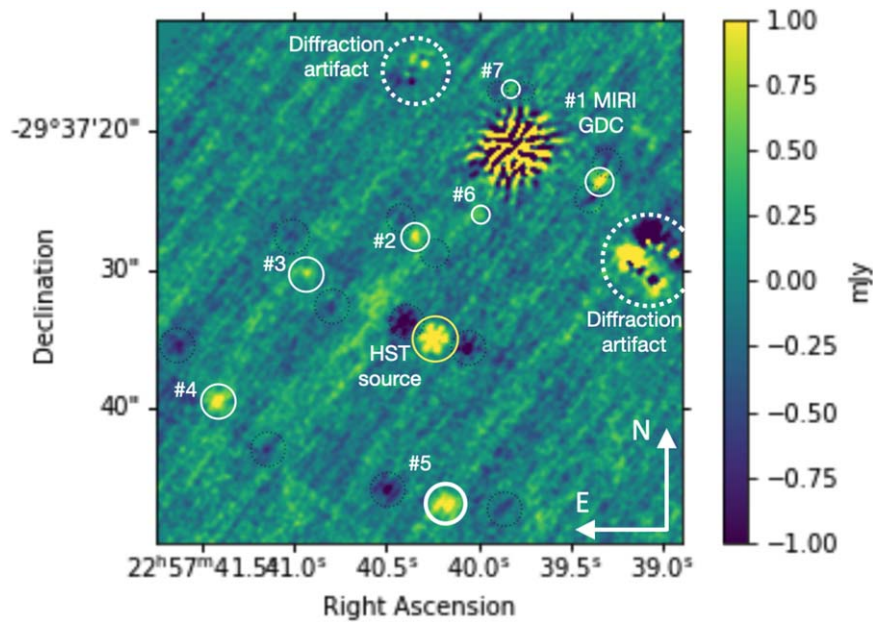 Diffraction
artifact
#7
#1 MIRI
GDC
#6
#2
#3
HST
source
Diffraction
artifact
#4
#5
N
E
-29°37'20"
30"
40"
Declination
22ʰ57ᵐ41.5ˢ41.0ˢ
40.5ˢ
40.0ˢ
39.5ˢ
39.0ˢ
Right Ascension
1.00
0.75
0.50
0.25
0.00
-0.25
-0.50
-0.75
-1.00
mJy